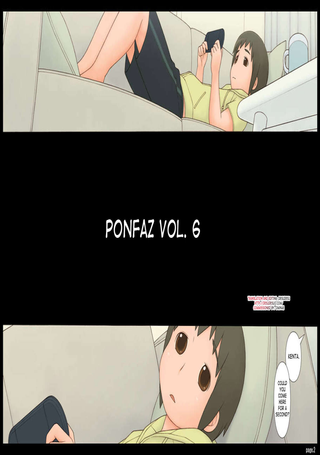 PONFAZ VOL. 6
KENTA.
COULD
YOU
COME
HERE
FOR A
SECOND?
page.2